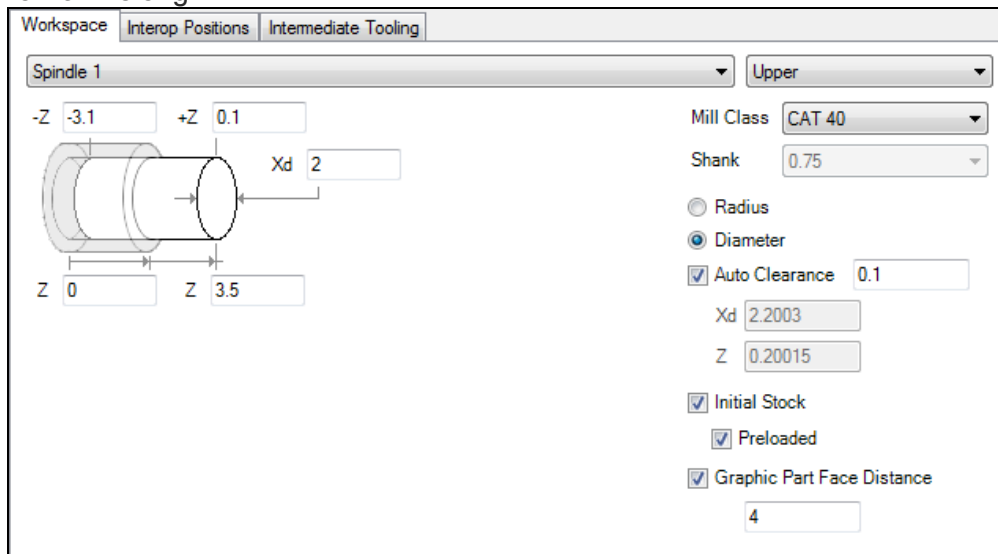 Workspace Interop Positions Intermediate Tooling
Spindle 1 Upper
-Z -3.1 +Z 0.1 Mill Class CAT 40
Xd 2 Shank 0.75
Radius
Diameter
Z 0 Z 3.5 Auto Clearance 0.1
Xd 2.2003
Z 0.20015
Initial Stock
Preloaded
Graphic Part Face Distance
4